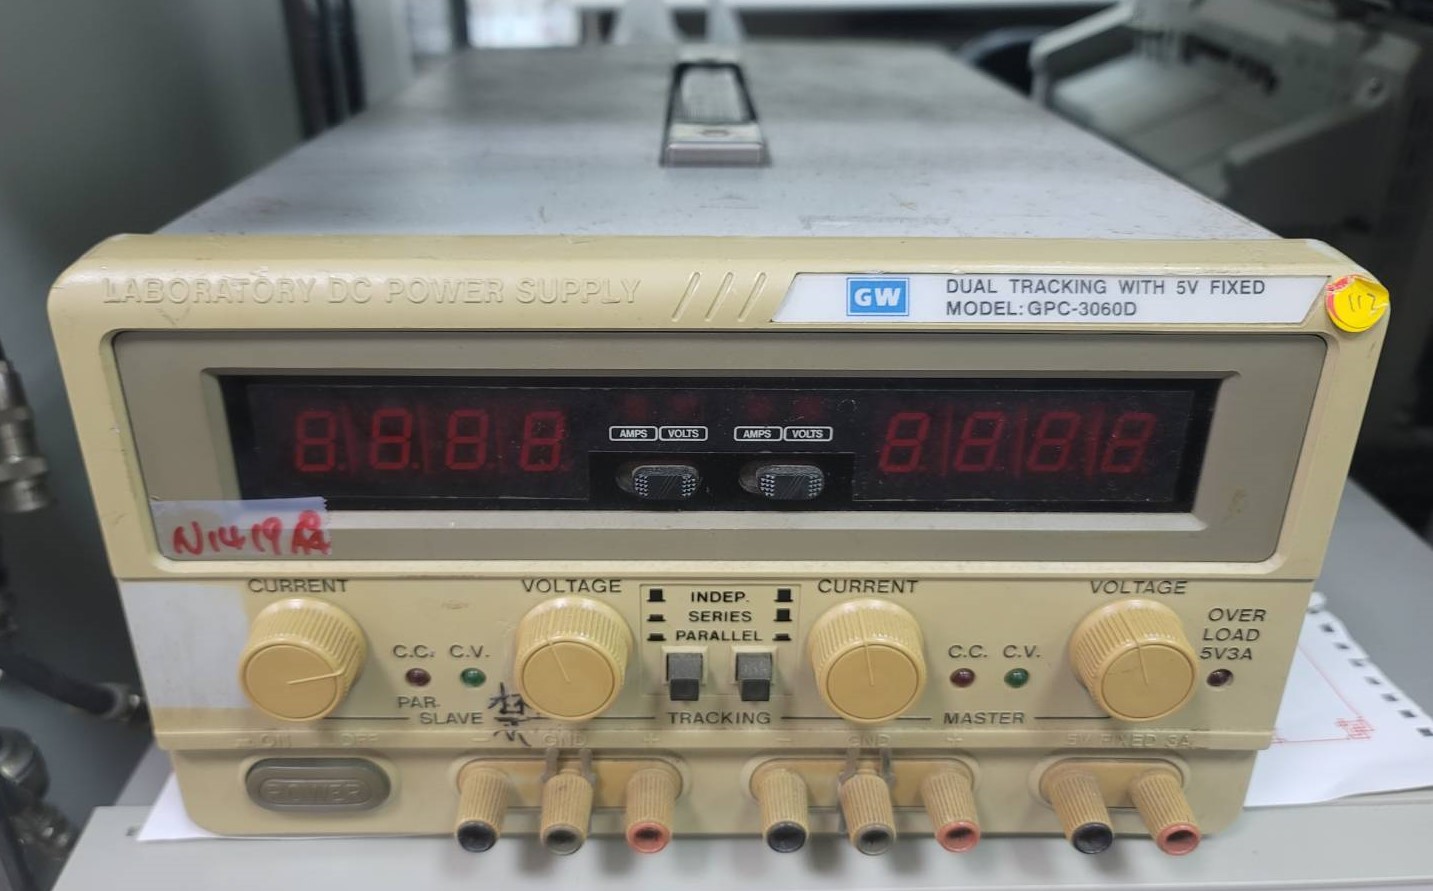 LABORATORY DC POWER SUPPLY
GW
DUAL TRACKING WITH 5V FIXED
MODEL: GPC-3060D
112
AMPS VOLTS AMPS VOLTS
N1419
CURRENT VOLTAGE CURRENT VOLTAGE
INDEP.
SERIES
PARALLEL
OVER
LOAD
5V3A
C.C. C.V. C.C. C.V.
PAR.
SLAVE TRACKING MASTER
ON OFF - GND + - GND + 5V FIXED 3A
POWER